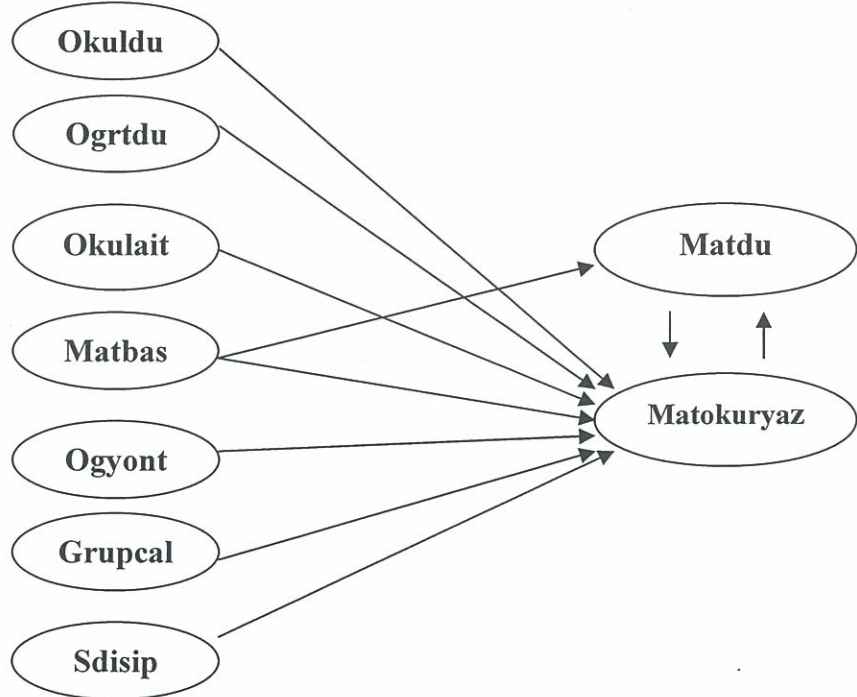 Okuldu
Ogrtdu
Okulait
Matbas
Ogyont
Grupcal
Sdisip
Matdu
Matokuryaz